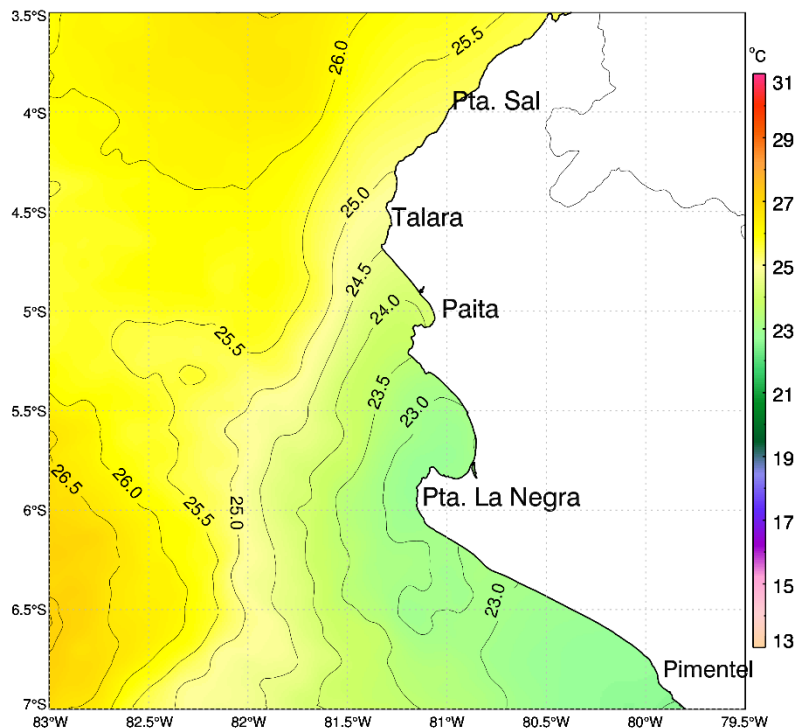 3.5°S
4°S
4.5°S
5°S
5.5°S
6°S
6.5°S
7°S
83°W
82.5°W
82°W
81.5°W
81°W
80.5°W
80°W
79.5°W
26.0
25.5
Pta. Sal
25.0
Talara
24.5
24.0
Paita
25.5
23.5
23.0
26.5
26.0
25.5
25.0
Pta. La Negra
23.0
Pimentel
°C
31
29
27
25
23
21
19
17
15
13